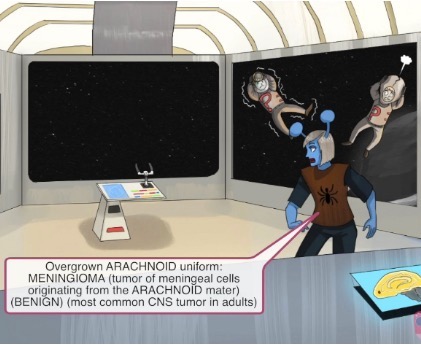 Overgrown ARACHNOID uniform:
MENINGIOMA (tumor of meningeal cells
originating from the ARACHNOID mater)
(BENIGN) (most common CNS tumor in adults)